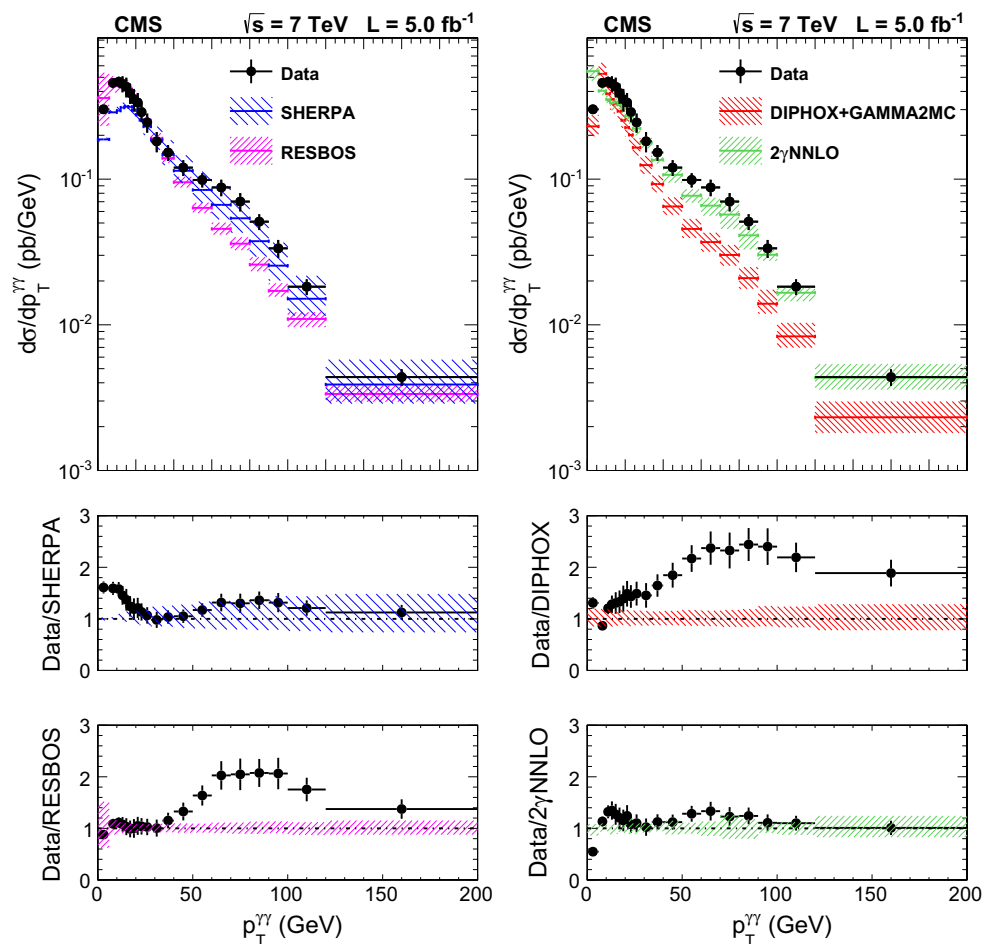 CMS √s = 7 TeV L = 5.0 fb⁻¹
dσ/dp_T^γγ (pb/GeV)
10⁻¹
10⁻²
10⁻³
Data
SHERPA
RESBOS
CMS √s = 7 TeV L = 5.0 fb⁻¹
dσ/dp_T^γγ (pb/GeV)
10⁻¹
10⁻²
10⁻³
Data
DIPHOX+GAMMA2MC
2γNNLO
Data/SHERPA
3
2
1
0
Data/DIPHOX
3
2
1
0
Data/RESBOS
3
2
1
0
0 50 100 150 200
p_T^γγ (GeV)
Data/2γNNLO
3
2
1
0
0 50 100 150 200
p_T^γγ (GeV)